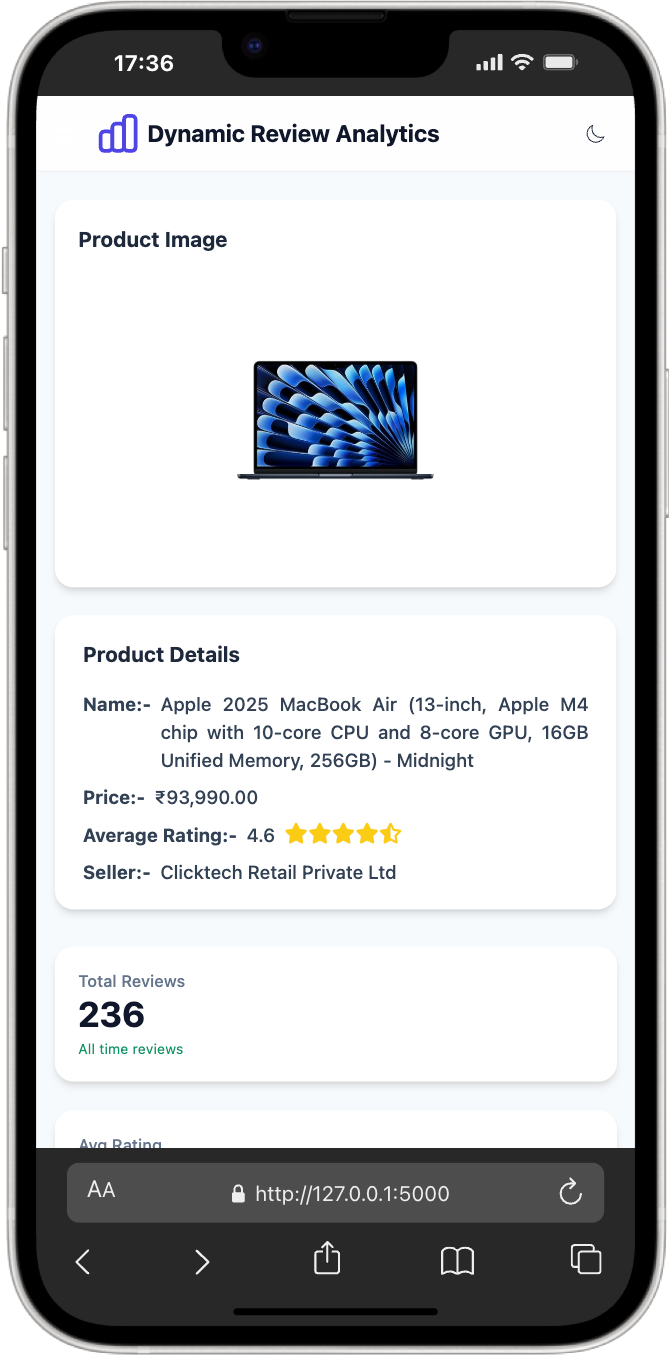 17:36
Dynamic Review Analytics
Product Image
Product Details
Name:- Apple 2025 MacBook Air (13-inch, Apple M4
chip with 10-core CPU and 8-core GPU, 16GB
Unified Memory, 256GB) - Midnight
Price:- ₹93,990.00
Average Rating:- 4.6
Seller:- Clicktech Retail Private Ltd
Total Reviews
236
All time reviews
Avg Rating
AA
http://127.0.0.1:5000